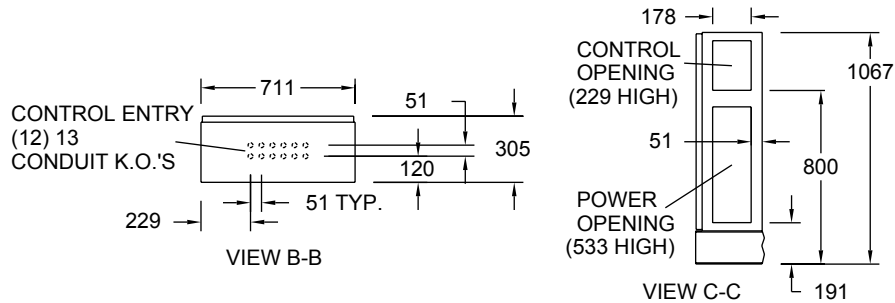 711
CONTROL ENTRY
(12) 13
CONDUIT K.O.'S
51
305
120
51 TYP.
229
VIEW B-B
178
CONTROL
OPENING
(229 HIGH)
1067
51
800
POWER
OPENING
(533 HIGH)
VIEW C-C
191